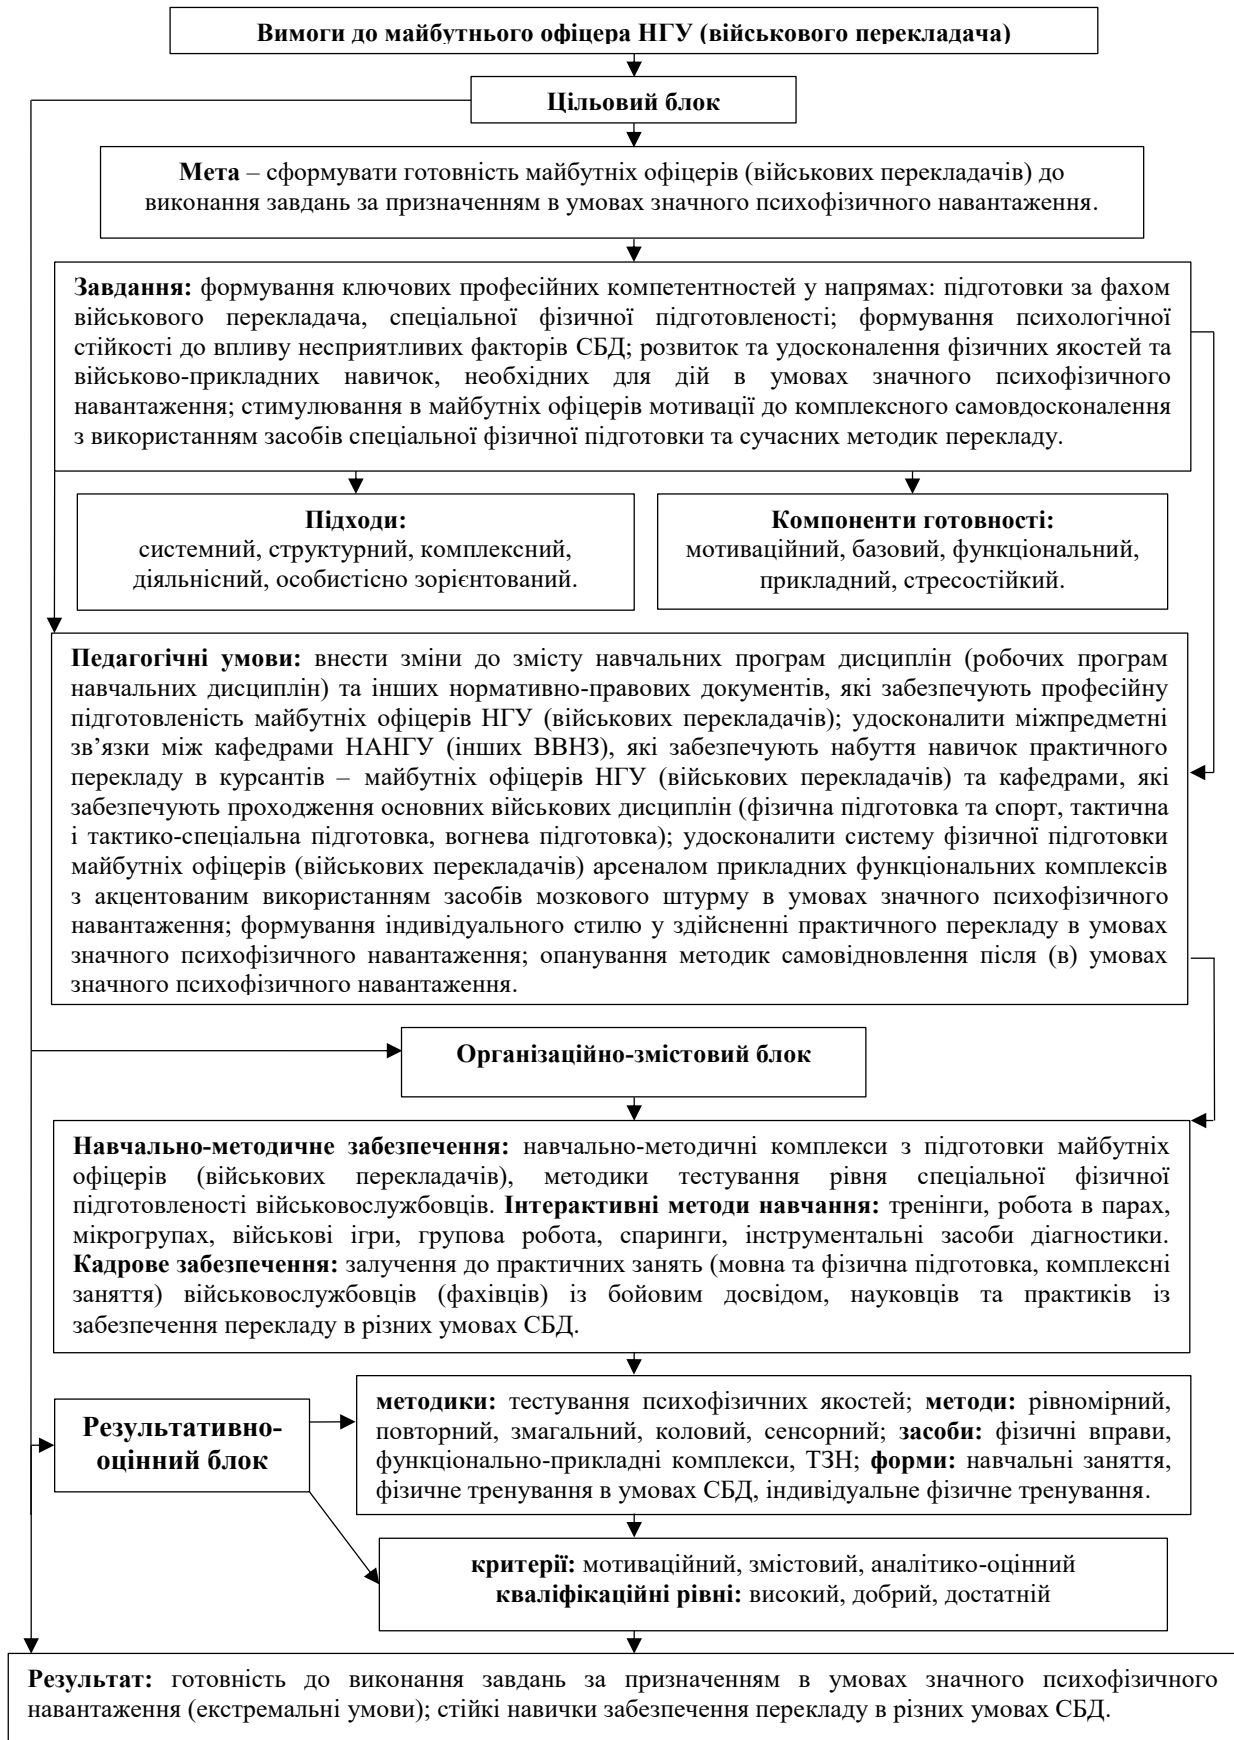 Вимоги до майбутнього офіцера НГУ (військового перекладача)
Цільовий блок
Мета – сформувати готовність майбутніх офіцерів (військових перекладачів) до
виконання завдань за призначенням в умовах значного психофізичного навантаження.
Завдання: формування ключових професійних компетентностей у напрямах: підготовки за фахом
військового перекладача, спеціальної фізичної підготовленості; формування психологічної
стійкості до впливу несприятливих факторів СБД; розвиток та удосконалення фізичних якостей та
військово-прикладних навичок, необхідних для дій в умовах значного психофізичного
навантаження; стимулювання в майбутніх офіцерів мотивації до комплексного самовдосконалення
з використанням засобів спеціальної фізичної підготовки та сучасних методик перекладу.
Підходи:
системний, структурний, комплексний,
діяльнісний, особистісно зорієнтований.
Компоненти готовності:
мотиваційний, базовий, функціональний,
прикладний, стресостійкий.
Педагогічні умови: внести зміни до змісту навчальних програм дисциплін (робочих програм
навчальних дисциплін) та інших нормативно-правових документів, які забезпечують професійну
підготовленість майбутніх офіцерів НГУ (військових перекладачів); удосконалити міжпредметні
зв’язки між кафедрами НАНГУ (інших ВВНЗ), які забезпечують набуття навичок практичного
перекладу в курсантів – майбутніх офіцерів НГУ (військових перекладачів) та кафедрами, які
забезпечують проходження основних військових дисциплін (фізична підготовка та спорт, тактична
і тактико-спеціальна підготовка, вогнева підготовка); удосконалити систему фізичної підготовки
майбутніх офіцерів (військових перекладачів) арсеналом прикладних функціональних комплексів
з акцентованим використанням засобів мозкового штурму в умовах значного психофізичного
навантаження; формування індивідуального стилю у здійсненні практичного перекладу в умовах
значного психофізичного навантаження; опанування методик самовідновлення після (в) умовах
значного психофізичного навантаження.
Організаційно-змістовий блок
Навчально-методичне забезпечення: навчально-методичні комплекси з підготовки майбутніх
офіцерів (військових перекладачів), методики тестування рівня спеціальної фізичної
підготовленості військовослужбовців. Інтерактивні методи навчання: тренінги, робота в парах,
мікрогрупах, військові ігри, групова робота, спаринги, інструментальні засоби діагностики.
Кадрове забезпечення: залучення до практичних занять (мовна та фізична підготовка, комплексні
заняття) військовослужбовців (фахівців) із бойовим досвідом, науковців та практиків із
забезпечення перекладу в різних умовах СБД.
Результативно-
оцінний блок
методики: тестування психофізичних якостей; методи: рівномірний,
повторний, змагальний, коловий, сенсорний; засоби: фізичні вправи,
функціонально-прикладні комплекси, ТЗН; форми: навчальні заняття,
фізичне тренування в умовах СБД, індивідуальне фізичне тренування.
критерії: мотиваційний, змістовий, аналітико-оцінний
кваліфікаційні рівні: високий, добрий, достатній
Результат: готовність до виконання завдань за призначенням в умовах значного психофізичного
навантаження (екстремальні умови); стійкі навички забезпечення перекладу в різних умовах СБД.